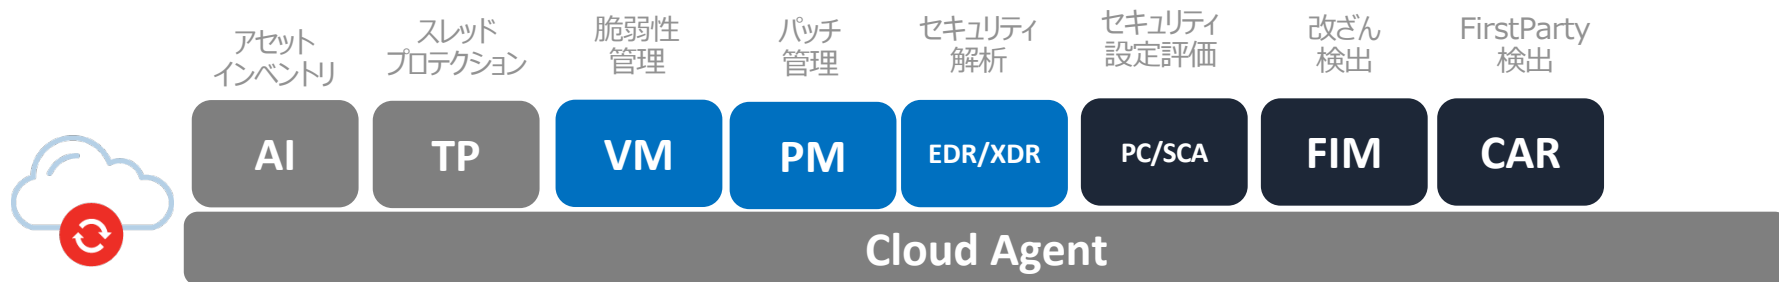 アセット
インベントリ
スレッド
プロテクション
脆弱性
管理
パッチ
管理
セキュリティ
解析
セキュリティ
設定評価
改ざん
検出
FirstParty
検出
AI
TP
VM
PM
EDR/XDR
PC/SCA
FIM
CAR
Cloud Agent